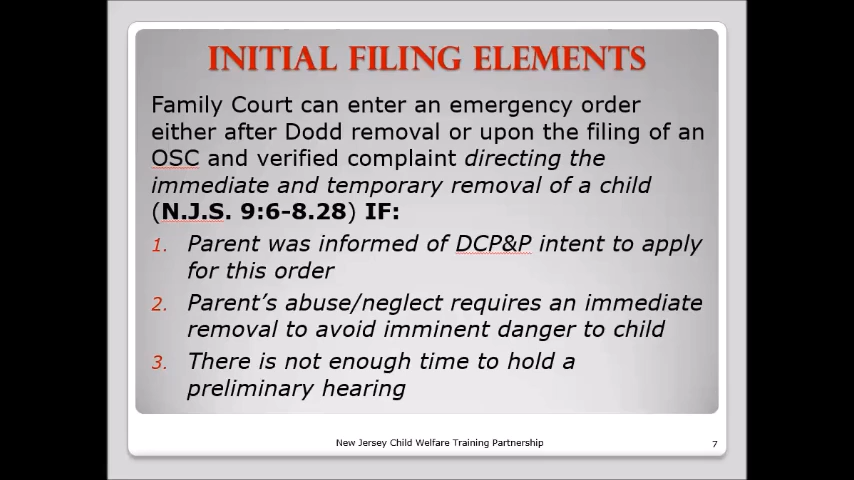 INITIAL FILING ELEMENTS
Family Court can enter an emergency order
either after Dodd removal or upon the filing of an
OSC and verified complaint directing the
immediate and temporary removal of a child
(N.J.S. 9:6-8.28) IF:
1. Parent was informed of DCP&P intent to apply
for this order
2. Parent's abuse/neglect requires an immediate
removal to avoid imminent danger to child
3. There is not enough time to hold a
preliminary hearing
New Jersey Child Welfare Training Partnership
7